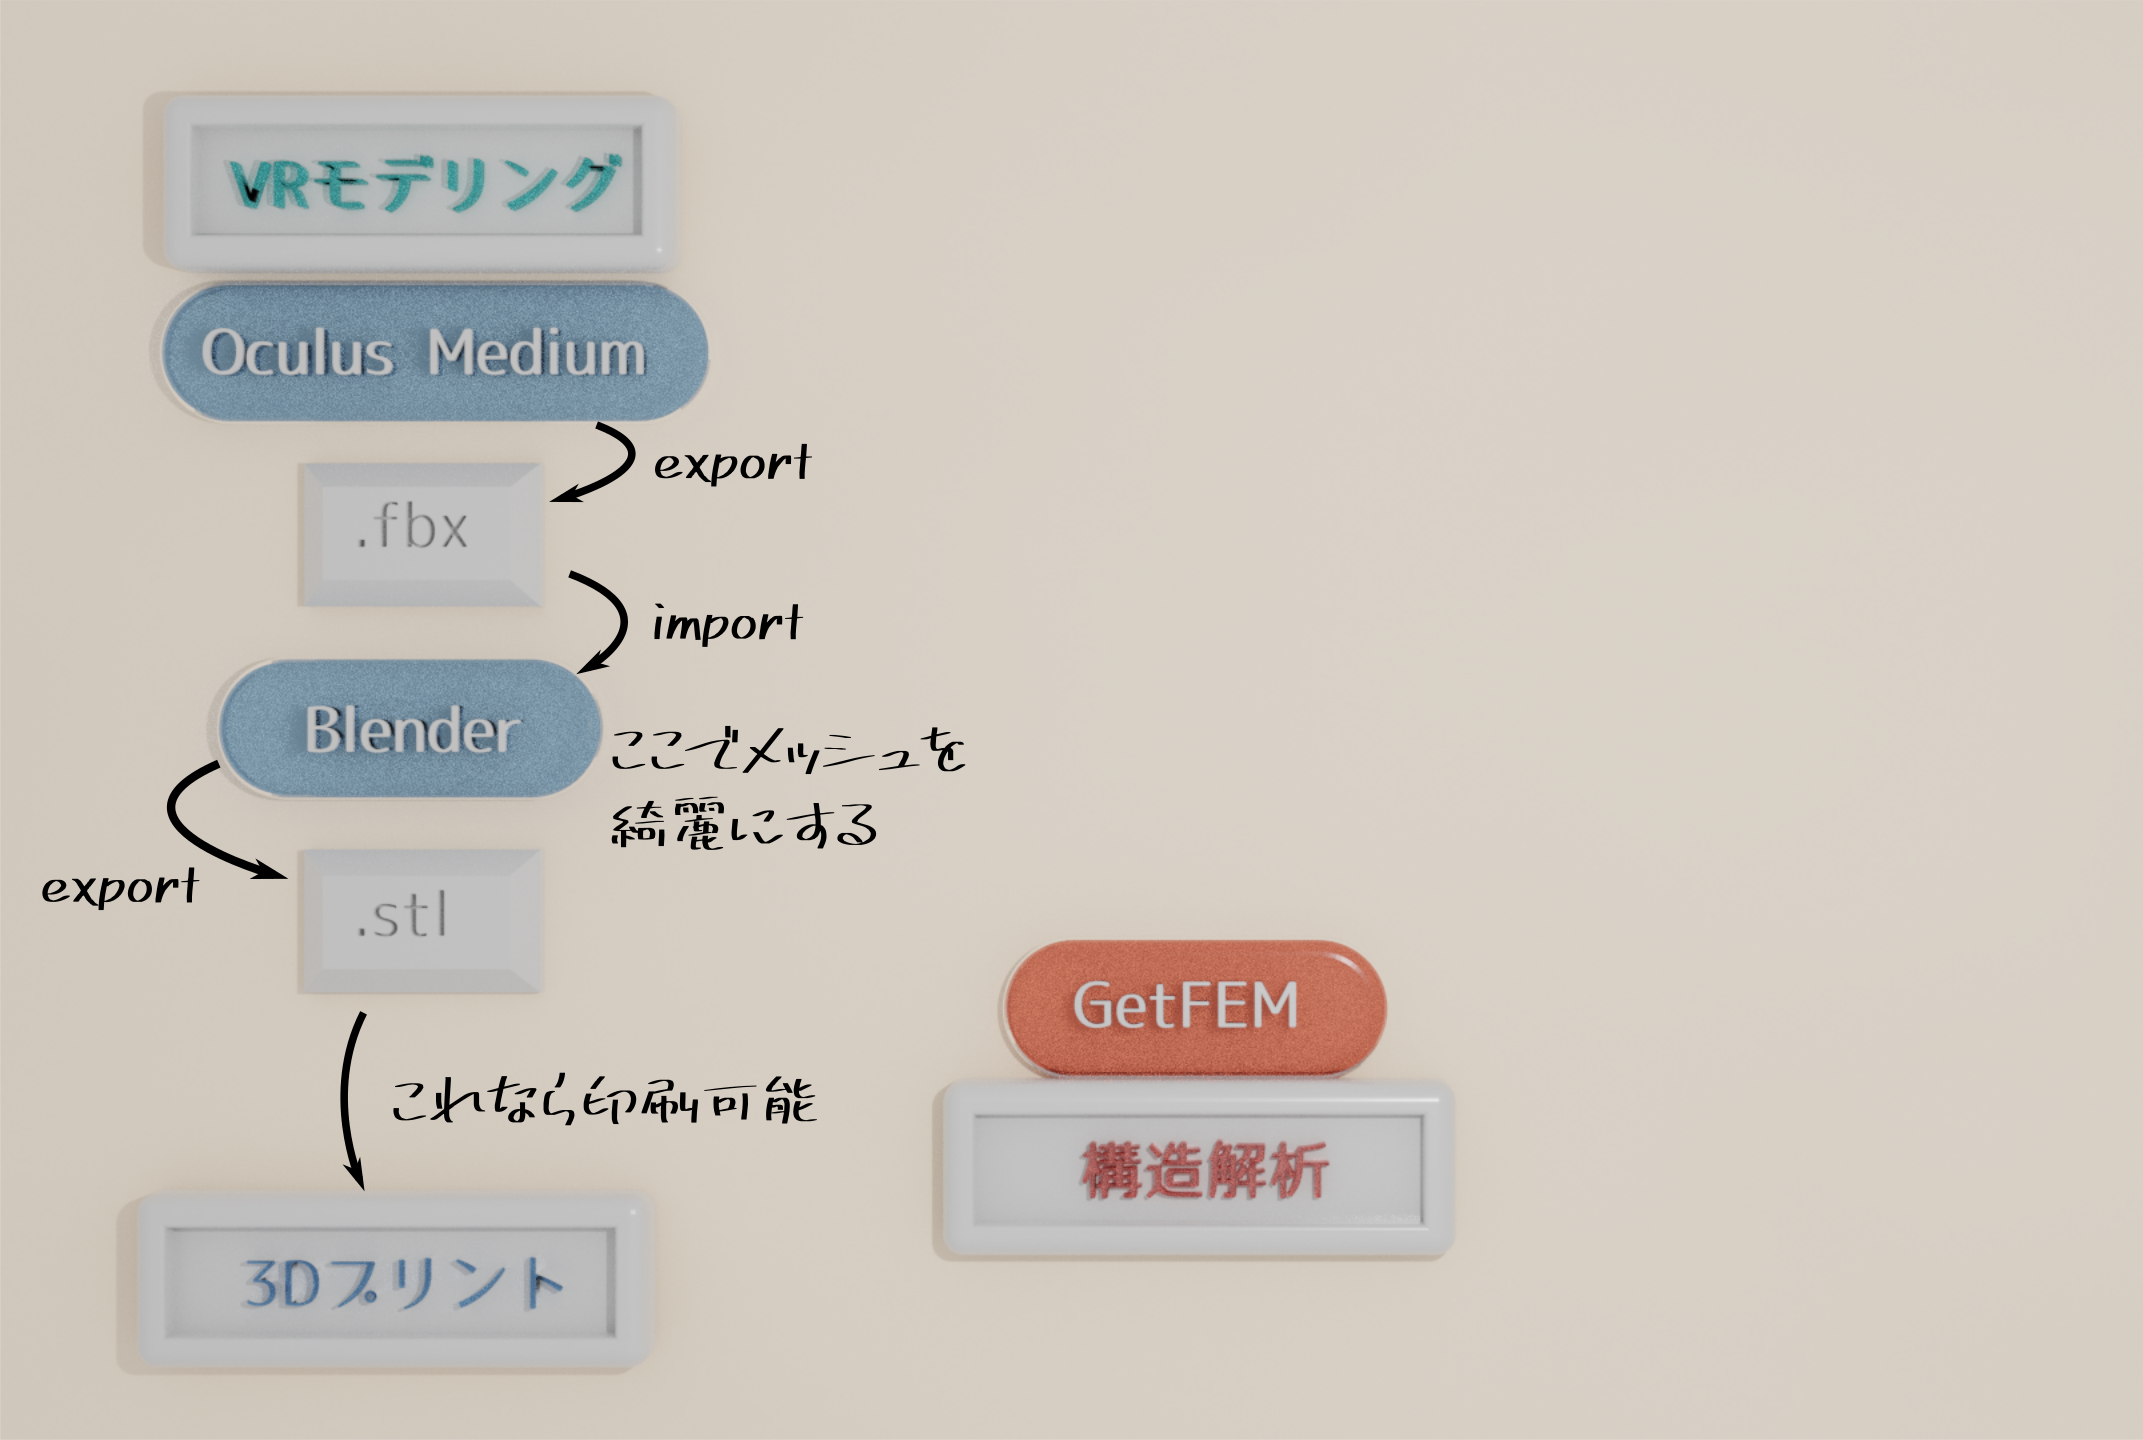 VRモデリング
Oculus Medium
export
.fbx
import
Blender
ここでメッシュを
綺麗にする
export
.stl
これなら印刷可能
3Dプリント
GetFEM
構造解析